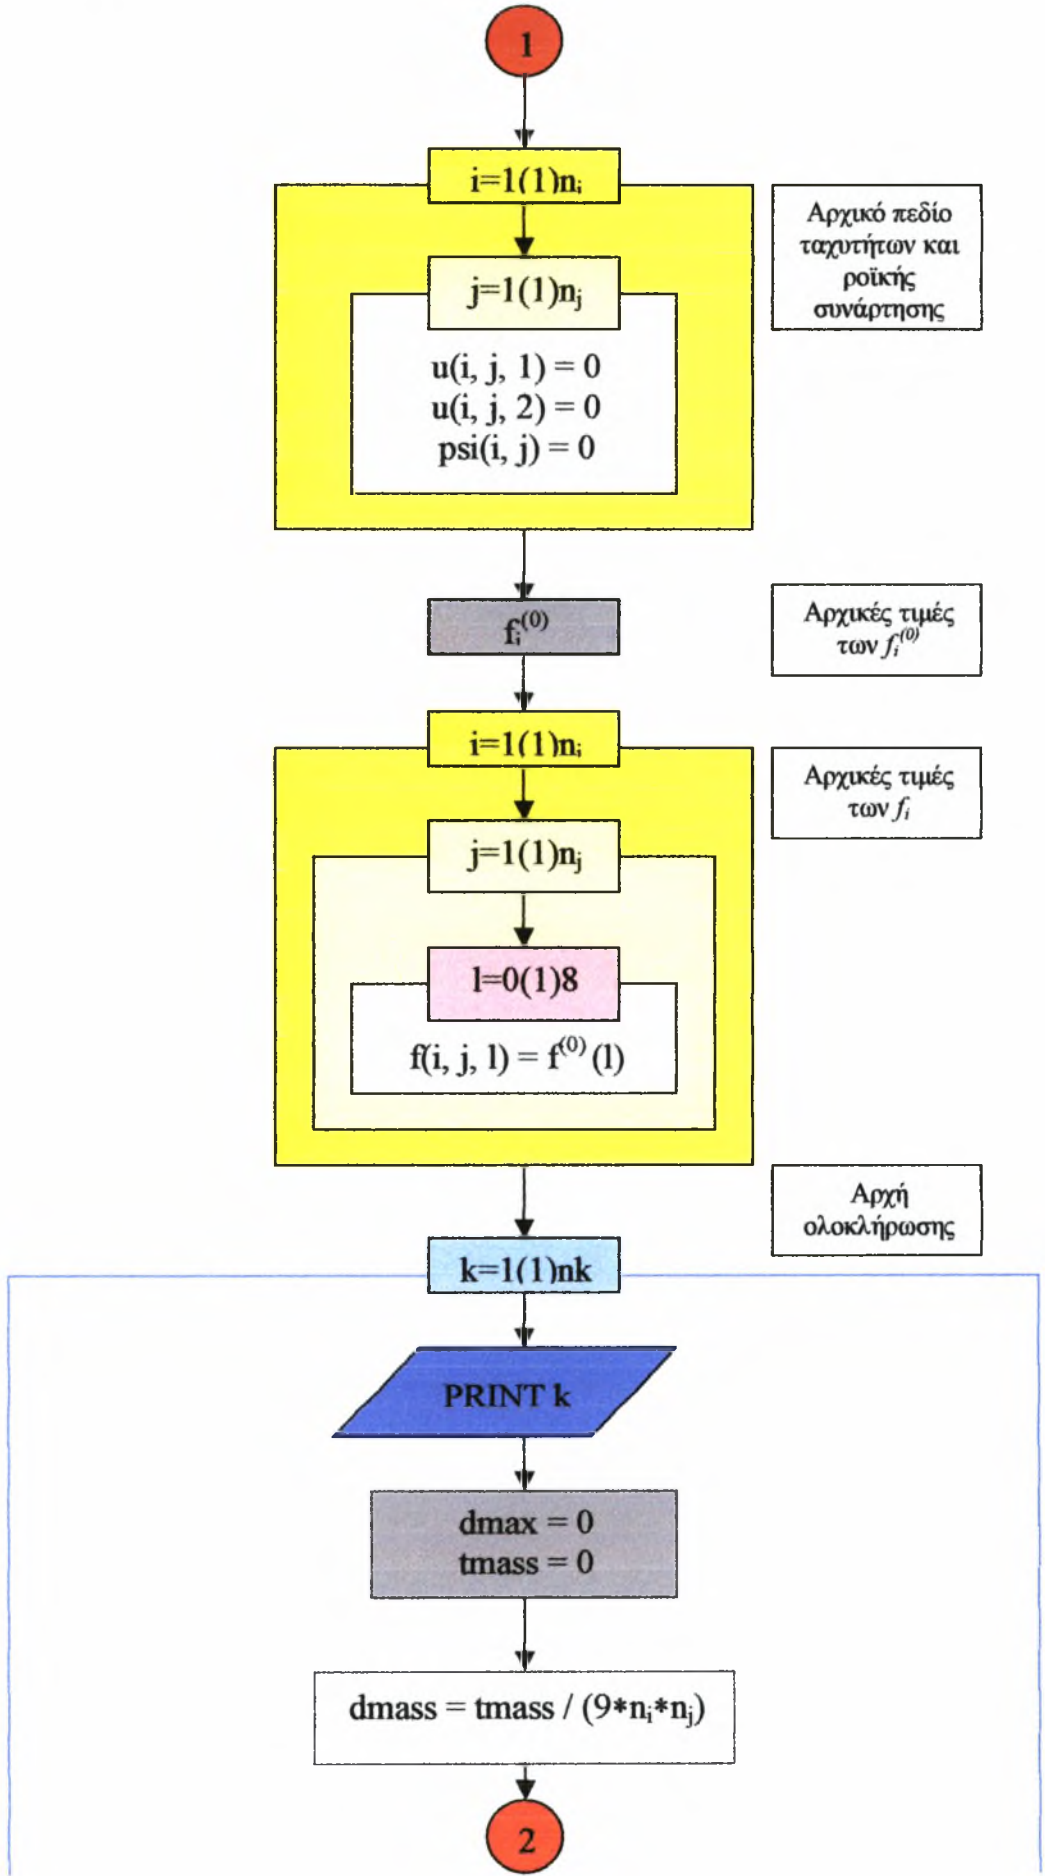 1
i=1(1)nᵢ
Αρχικό πεδίο
ταχυτήτων και
ροϊκής
συνάρτησης
j=1(1)nⱼ
u(i, j, 1) = 0
u(i, j, 2) = 0
psi(i, j) = 0
fᵢ⁽⁰⁾
Αρχικές τιμές
των fᵢ⁽⁰⁾
i=1(1)nᵢ
Αρχικές τιμές
των fᵢ
j=1(1)nⱼ
l=0(1)8
f(i, j, l) = f⁽⁰⁾ (l)
Αρχή
ολοκλήρωσης
k=1(1)nk
PRINT k
dmax = 0
tmass = 0
dmass = tmass / (9*nᵢ*nⱼ)
2